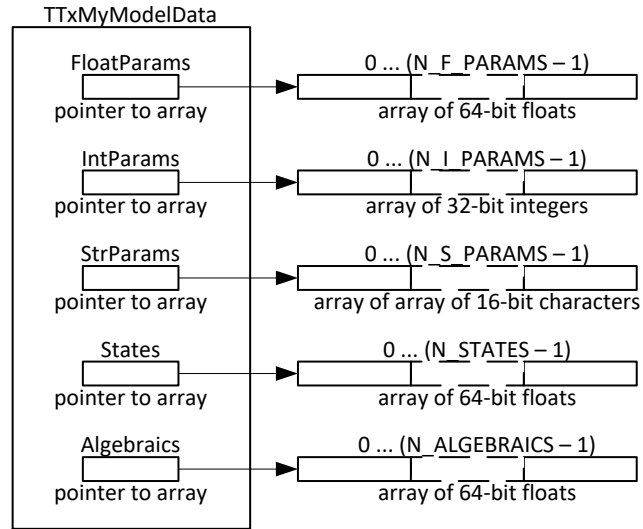 TTxMyModelData
FloatParams
pointer to array
0 ... (N_F_PARAMS – 1)
array of 64-bit floats
IntParams
pointer to array
0 ... (N_I_PARAMS – 1)
array of 32-bit integers
StrParams
pointer to array
0 ... (N_S_PARAMS – 1)
array of array of 16-bit characters
States
pointer to array
0 ... (N_STATES – 1)
array of 64-bit floats
Algebraics
pointer to array
0 ... (N_ALGEBRAICS – 1)
array of 64-bit floats